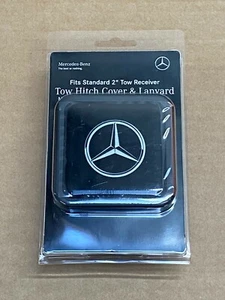 Mercedes-Benz
The best or nothing.
Fits Standard 2" Tow Receiver
Tow Hitch Cover & Lanyard